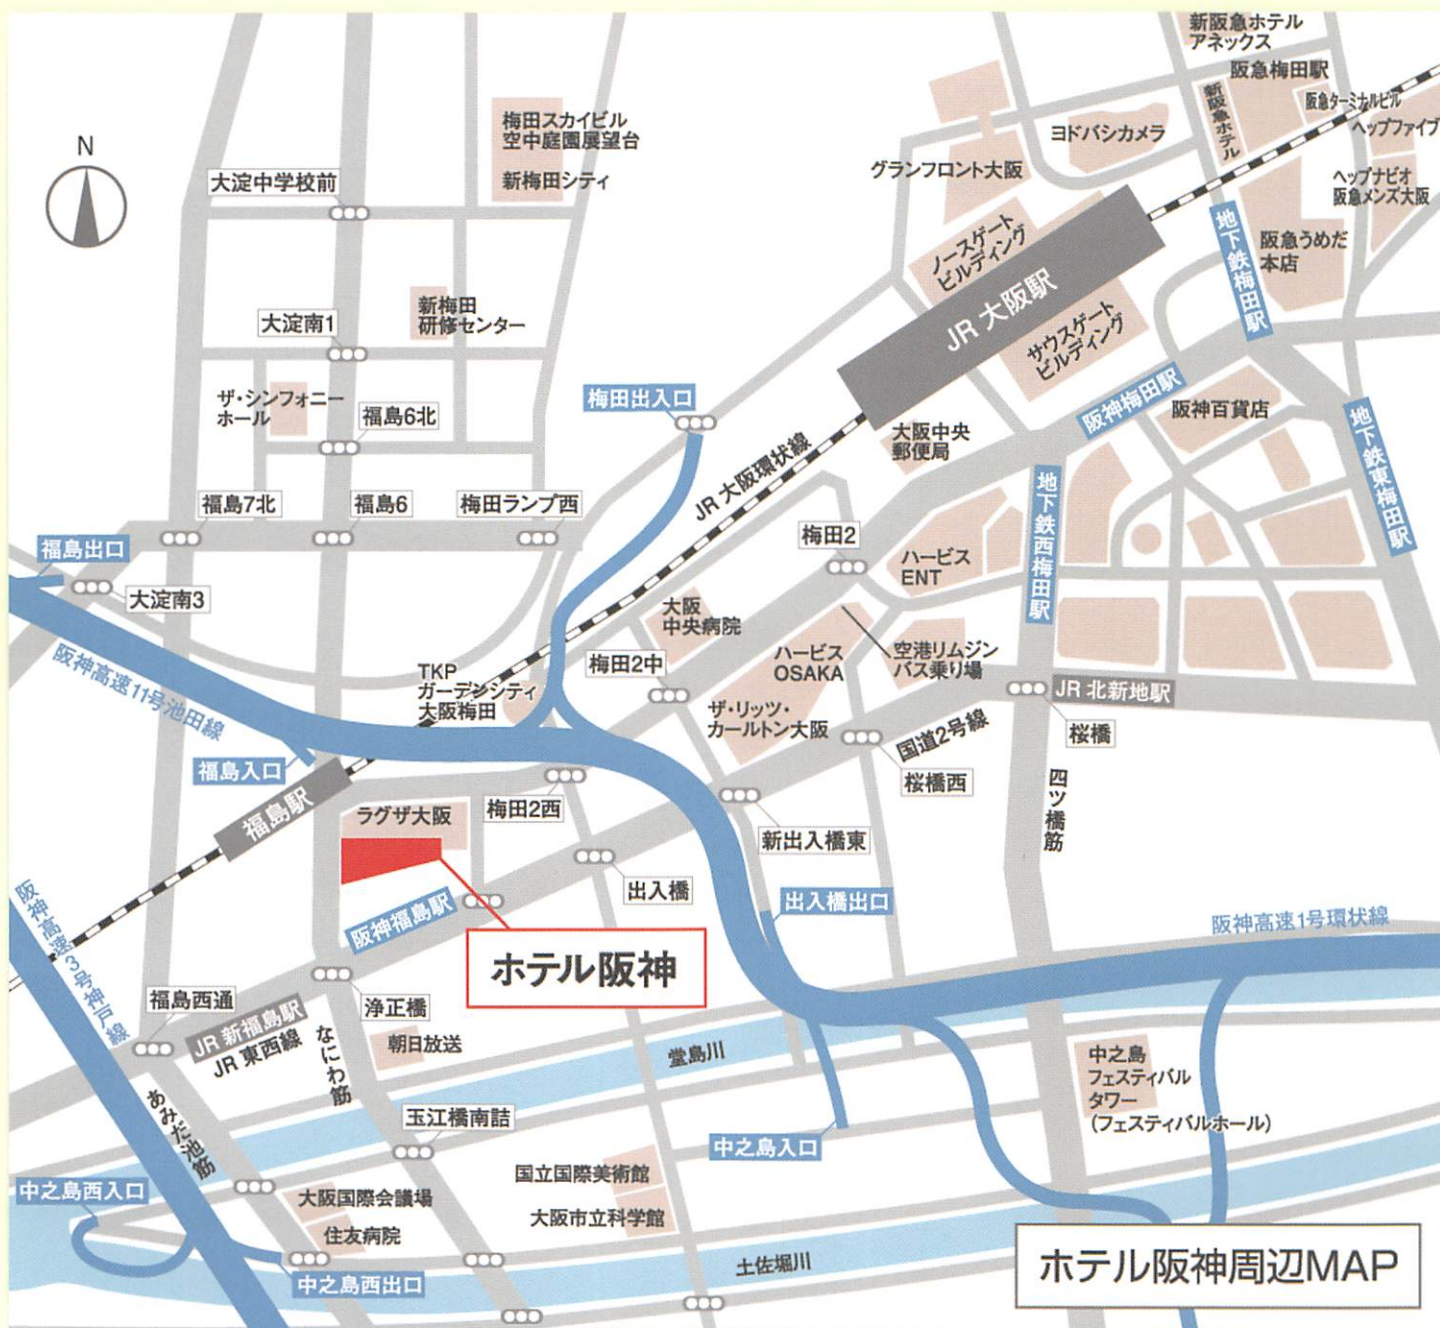 新阪急ホテル
アネックス
阪急梅田駅
新阪急ホテル
阪急ターミナルビル
ヘップファイブ
梅田スカイビル
空中庭園展望台
新梅田シティ
ヨドバシカメラ
グランフロント大阪
ヘップナビオ
阪急メンズ大阪
N
大淀中学校前
ノースゲート
ビルディング
地下鉄梅田駅
阪急うめだ
本店
JR 大阪駅
新梅田
研修センター
大淀南1
サウスゲート
ビルディング
ザ・シンフォニー
ホール
福島6北
梅田出入口
阪神梅田駅
阪神百貨店
大阪中央
郵便局
地下鉄東梅田駅
JR 大阪環状線
福島7北
福島6
梅田ランプ西
地下鉄西梅田駅
梅田2
福島出口
ハービス
ENT
大淀南3
大阪
中央病院
阪神高速11号池田線
TKP
ガーデンシティ
大阪梅田
梅田2中
ハービス
OSAKA
空港リムジン
バス乗り場
JR 北新地駅
ザ・リッツ・
カールトン大阪
国道2号線
桜橋
福島入口
桜橋西
四ツ橋筋
福島駅
ラグザ大阪
梅田2西
新出入橋東
出入橋
出入橋出口
阪神福島駅
阪神高速3号神戸線
阪神高速1号環状線
ホテル阪神
福島西通
浄正橋
JR 新福島駅
JR 東西線
なにわ筋
朝日放送
堂島川
中之島
フェスティバル
タワー
(フェスティバルホール)
あみだ池筋
玉江橋南詰
中之島入口
国立国際美術館
中之島西入口
大阪国際会議場
大阪市立科学館
住友病院
土佐堀川
中之島西出口
ホテル阪神周辺MAP